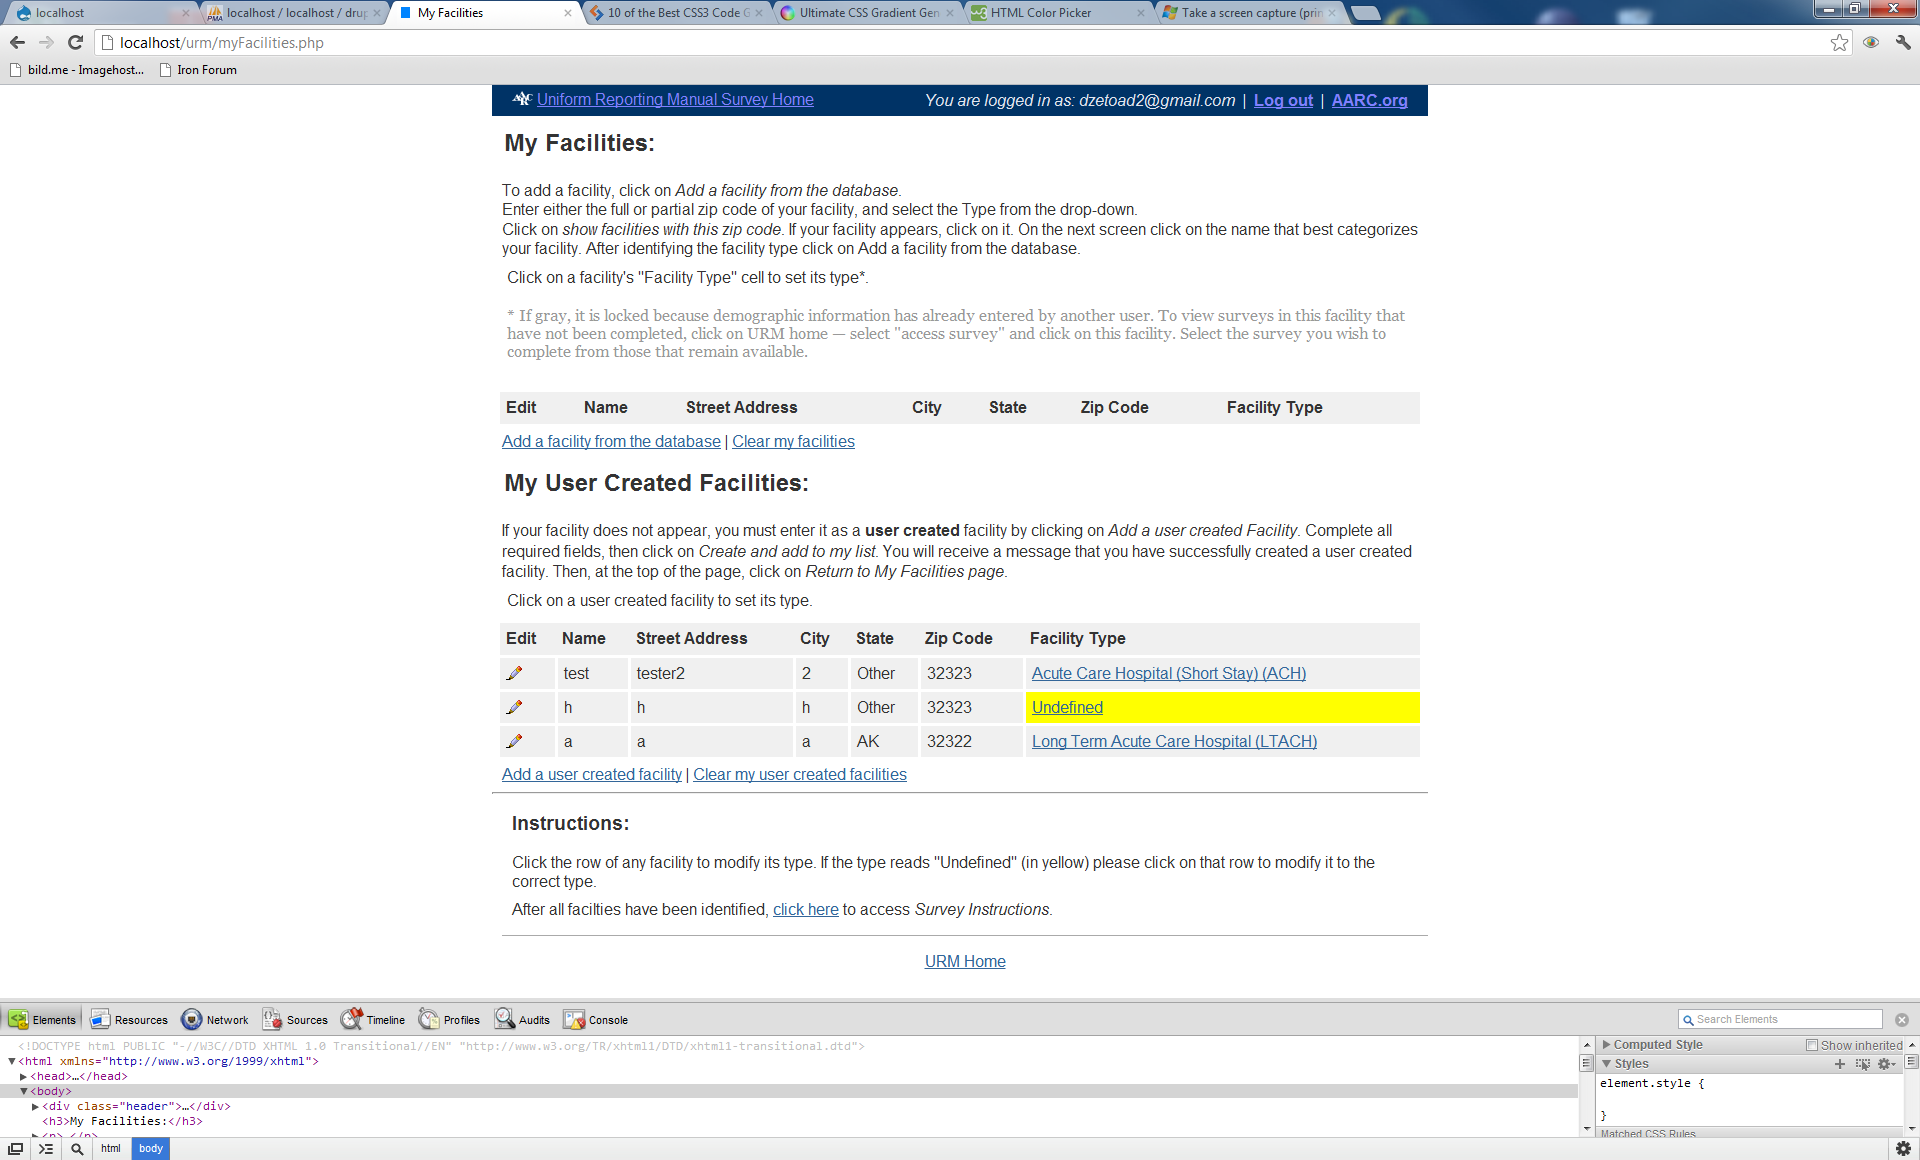 localhost
localhost / localhost / drup
My Facilities
10 of the Best CSS3 Code G
Ultimate CSS Gradient Gen
HTML Color Picker
Take a screen capture (prin
localhost/urm/myFacilities.php
bild.me - Imagehost...
Iron Forum
Uniform Reporting Manual Survey Home
You are logged in as: dzetoad2@gmail.com | Log out | AARC.org
My Facilities:
To add a facility, click on Add a facility from the database.
Enter either the full or partial zip code of your facility, and select the Type from the drop-down.
Click on show facilities with this zip code. If your facility appears, click on it. On the next screen click on the name that best categorizes
your facility. After identifying the facility type click on Add a facility from the database.
Click on a facility's "Facility Type" cell to set its type*.
* If gray, it is locked because demographic information has already entered by another user. To view surveys in this facility that
have not been completed, click on URM home — select "access survey" and click on this facility. Select the survey you wish to
complete from those that remain available.
Edit Name Street Address City State Zip Code Facility Type
Add a facility from the database | Clear my facilities
My User Created Facilities:
If your facility does not appear, you must enter it as a user created facility by clicking on Add a user created Facility. Complete all
required fields, then click on Create and add to my list. You will receive a message that you have successfully created a user created
facility. Then, at the top of the page, click on Return to My Facilities page.
Click on a user created facility to set its type.
Edit Name Street Address City State Zip Code Facility Type
test tester2 2 Other 32323 Acute Care Hospital (Short Stay) (ACH)
h h h Other 32323 Undefined
a a a AK 32322 Long Term Acute Care Hospital (LTACH)
Add a user created facility | Clear my user created facilities
Instructions:
Click the row of any facility to modify its type. If the type reads "Undefined" (in yellow) please click on that row to modify it to the
correct type.
After all facilties have been identified, click here to access Survey Instructions.
URM Home
Elements Resources Network Sources Timeline Profiles Audits Console
Search Elements
<!DOCTYPE html PUBLIC "-//W3C//DTD XHTML 1.0 Transitional//EN" "http://www.w3.org/TR/xhtml1/DTD/xhtml1-transitional.dtd">
<html xmlns="http://www.w3.org/1999/xhtml">
<head>…</head>
<body>
<div class="header">…</div>
<h3>My Facilities:</h3>
Computed Style
Show inherited
Styles
element.style {
}
Matched CSS Rules
html
body